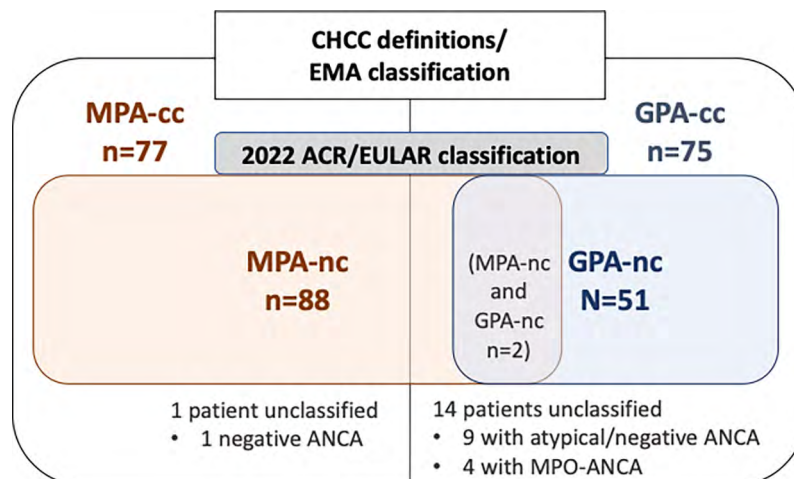 CHCC definitions/
EMA classification
MPA-cc
n=77
GPA-cc
n=75
2022 ACR/EULAR classification
MPA-nc
n=88
(MPA-nc
and
GPA-nc
n=2)
GPA-nc
N=51
1 patient unclassified
• 1 negative ANCA
14 patients unclassified
• 9 with atypical/negative ANCA
• 4 with MPO-ANCA